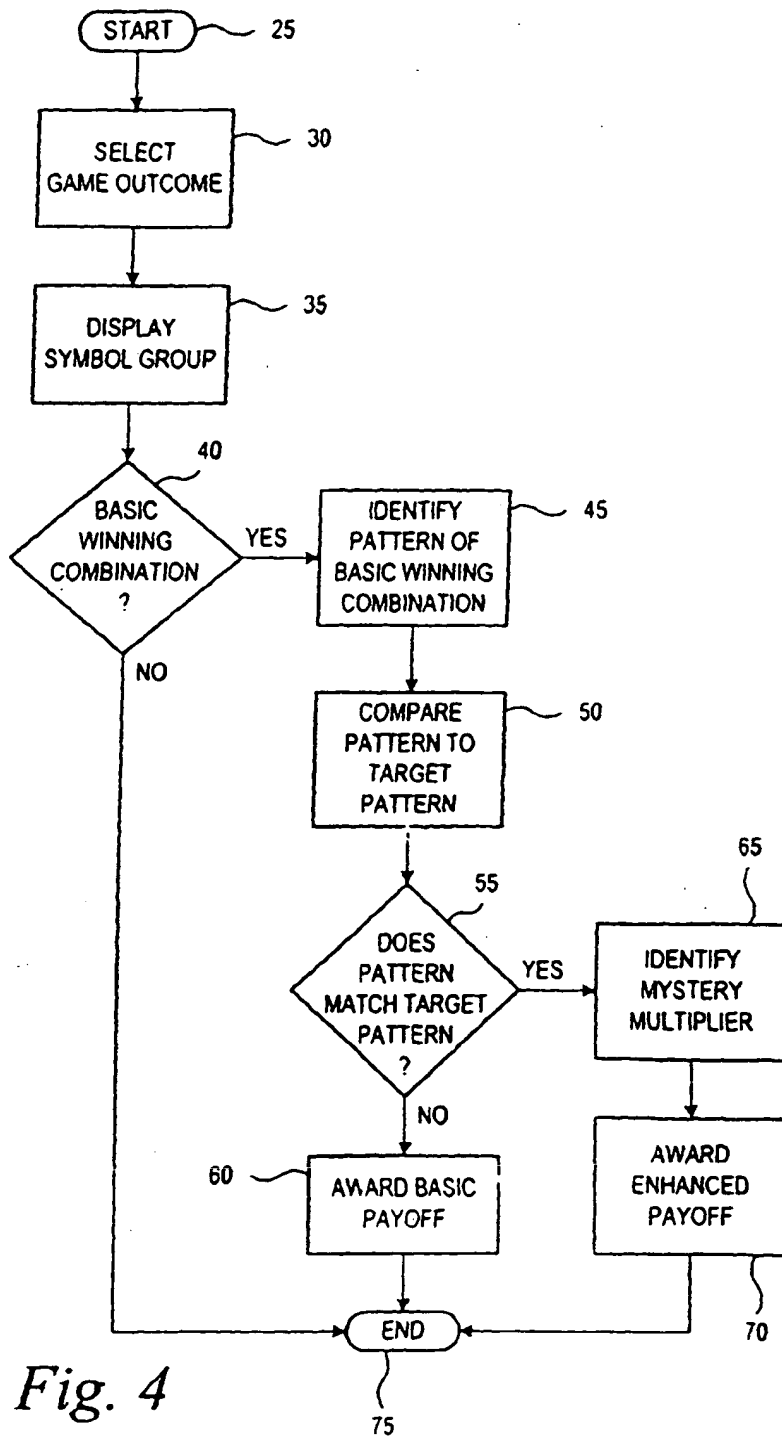 START
25
30
SELECT
GAME OUTCOME
35
DISPLAY
SYMBOL GROUP
40
BASIC
WINNING
COMBINATION
?
YES
NO
45
IDENTIFY
PATTERN OF
BASIC WINNING
COMBINATION
50
COMPARE
PATTERN TO
TARGET
PATTERN
55
DOES
PATTERN
MATCH TARGET
PATTERN
?
YES
NO
65
IDENTIFY
MYSTERY
MULTIPLIER
60
AWARD BASIC
PAYOFF
AWARD
ENHANCED
PAYOFF
70
END
75
Fig. 4